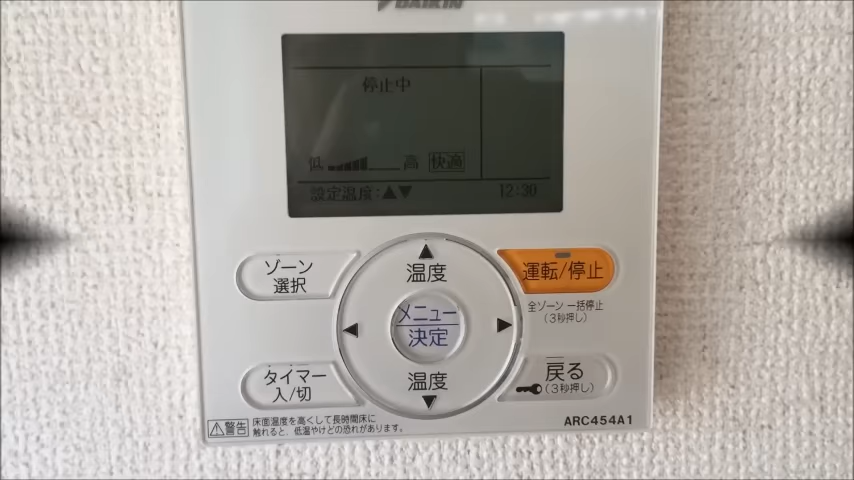 DAIKIN
停止中
低 高 快適
設定温度:▲▼ 12:30
ゾーン
選択
▲
温度
運転/停止
全ゾーン 一括停止
(3秒押し)
◀
メニュー
決定
▶
タイマー
入/切
温度
▼
戻る
(3秒押し)
警告
床面温度を高くして長時間床に
触れると、低温やけどの恐れがあります。
ARC454A1